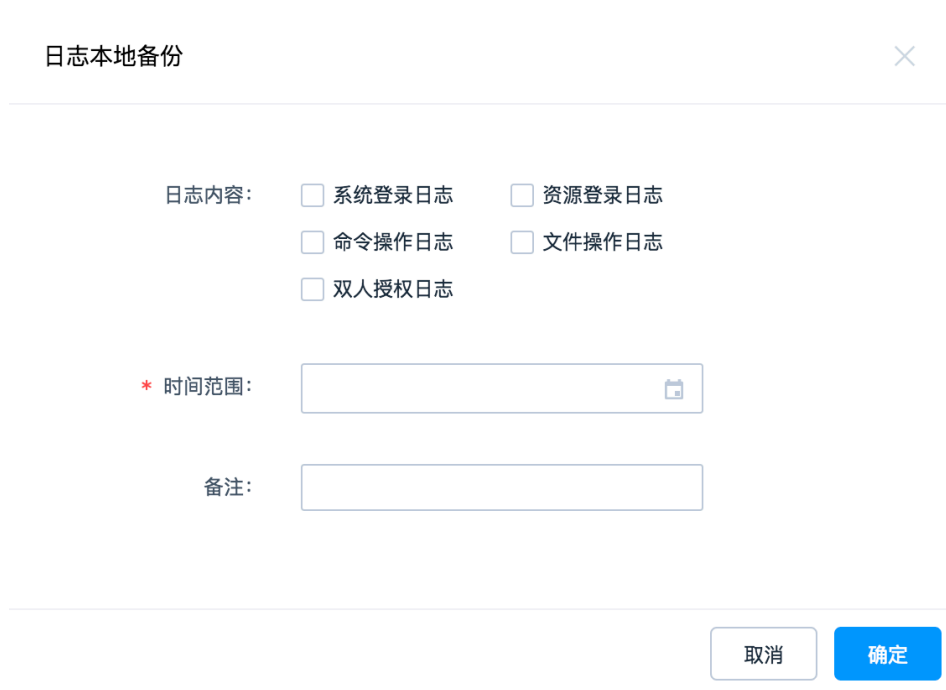 日志本地备份
日志内容： 系统登录日志 资源登录日志
命令操作日志 文件操作日志
双人授权日志
* 时间范围：
备注：
取消 确定